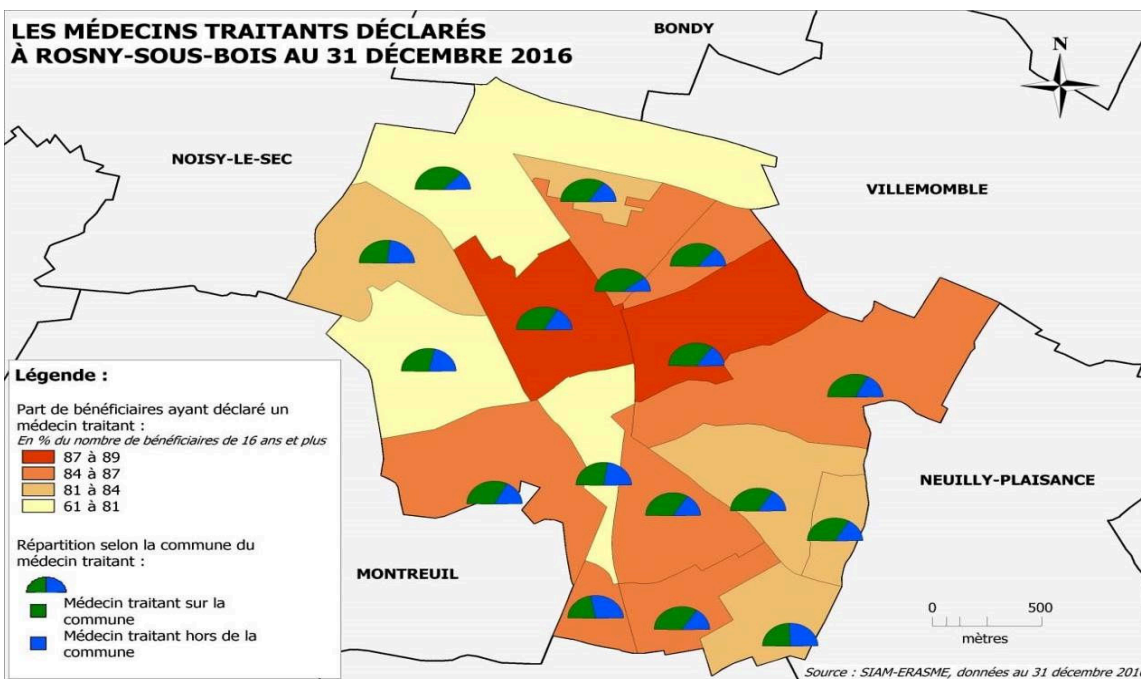 LES MÉDECINS TRAITANTS DÉCLARÉS
À ROSNY-SOUS-BOIS AU 31 DÉCEMBRE 2016
BONDY
N
NOISY-LE-SEC
VILLEMOMBLE
NEUILLY-PLAISANCE
MONTREUIL
Légende :
Part de bénéficiaires ayant déclaré un
médecin traitant :
En % du nombre de bénéficiaires de 16 ans et plus
87 à 89
84 à 87
81 à 84
61 à 81
Répartition selon la commune du
médecin traitant :
Médecin traitant sur la
commune
Médecin traitant hors de la
commune
0 500
mètres
Source : SIAM-ERASME, données au 31 décembre 2016